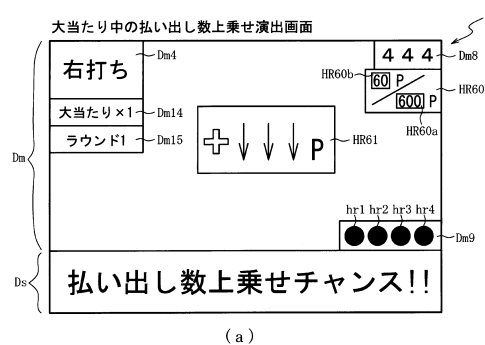 大当たり中の払い出し数上乗せ演出画面
右打ち
Dm4
444
Dm8
HR60b
60 P
HR60
600 P
HR60a
大当たり×1
Dm14
ラウンド1
Dm15
Dm
+ ↓ ↓ ↓ P
HR61
hr1 hr2 hr3 hr4
Dm9
Ds
払い出し数上乗せチャンス!!
(a)